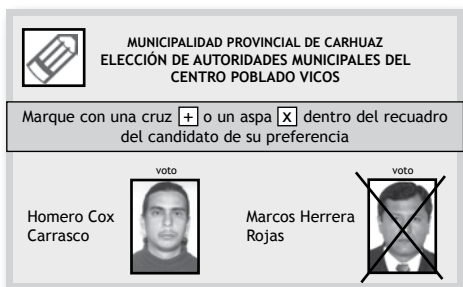 MUNICIPALIDAD PROVINCIAL DE CARHUAZ
ELECCIÓN DE AUTORIDADES MUNICIPALES DEL
CENTRO POBLADO VICOS
Marque con una cruz + o un aspa X dentro del recuadro
del candidato de su preferencia
voto
Homero Cox
Carrasco
voto
Marcos Herrera
Rojas